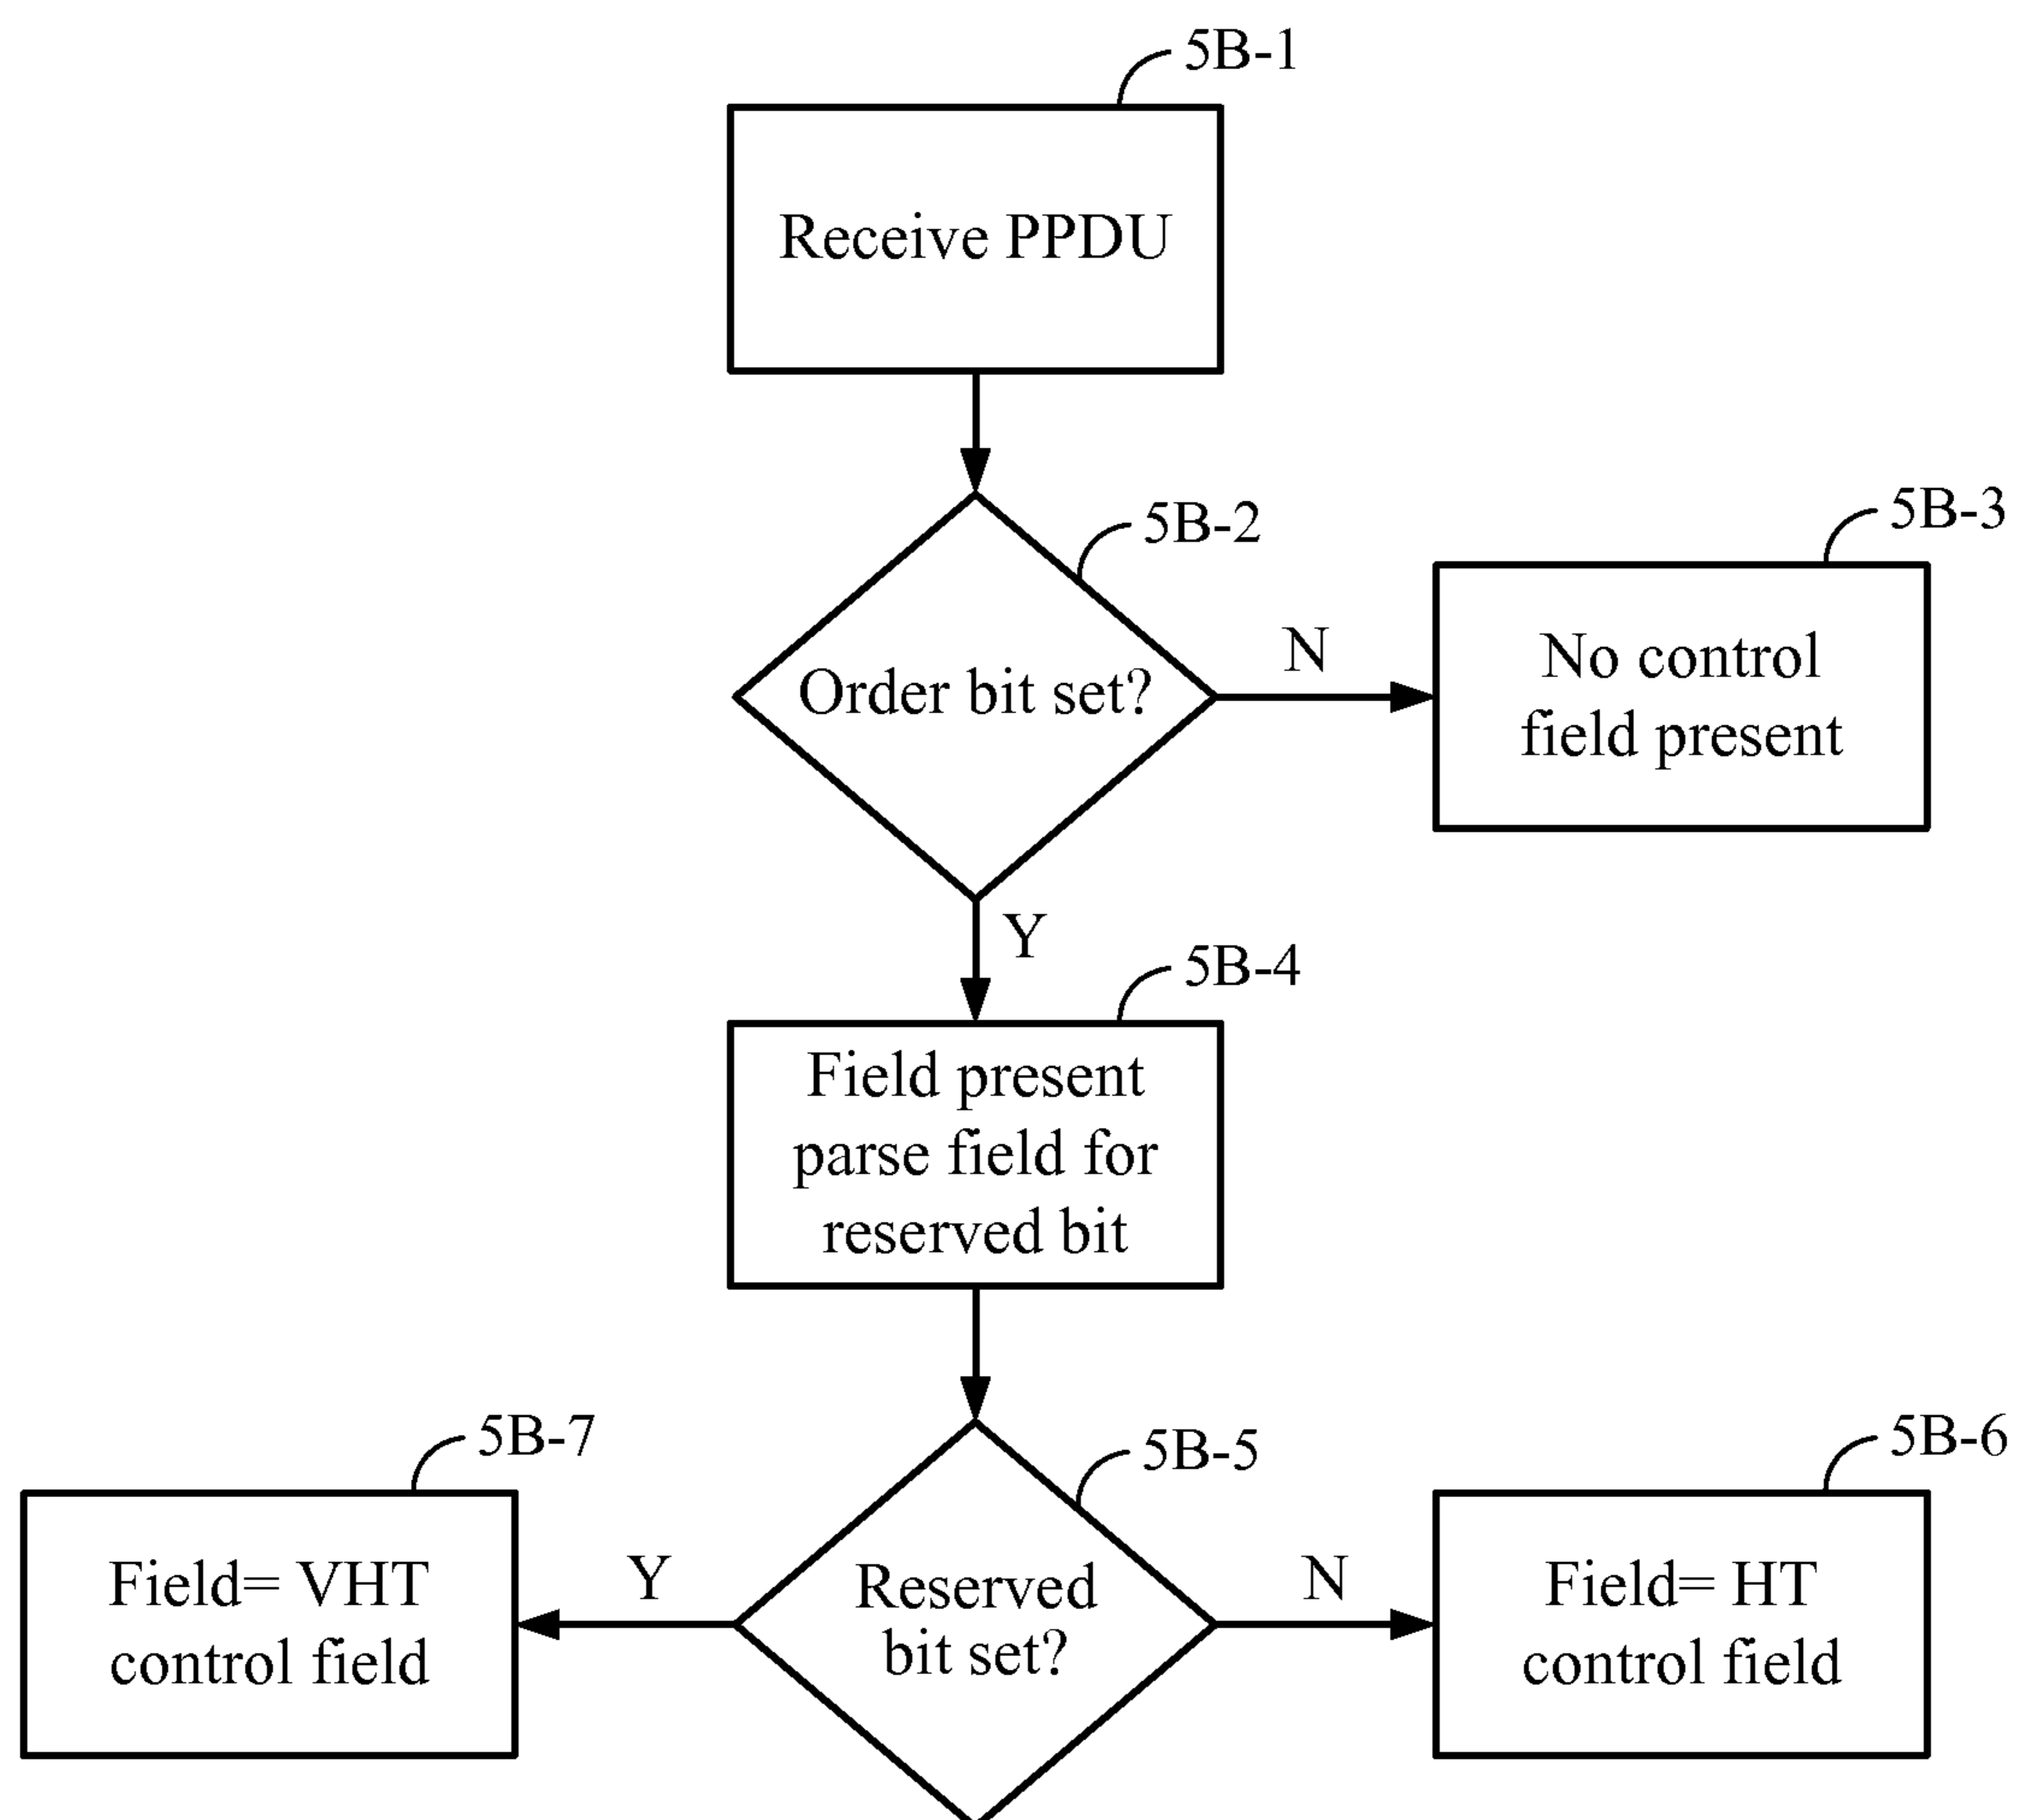 5B-1
Receive PPDU
5B-2
Order bit set?
N
5B-3
No control
field present
Y
5B-4
Field present
parse field for
reserved bit
5B-5
Reserved
bit set?
N
5B-6
Field= HT
control field
Y
5B-7
Field= VHT
control field